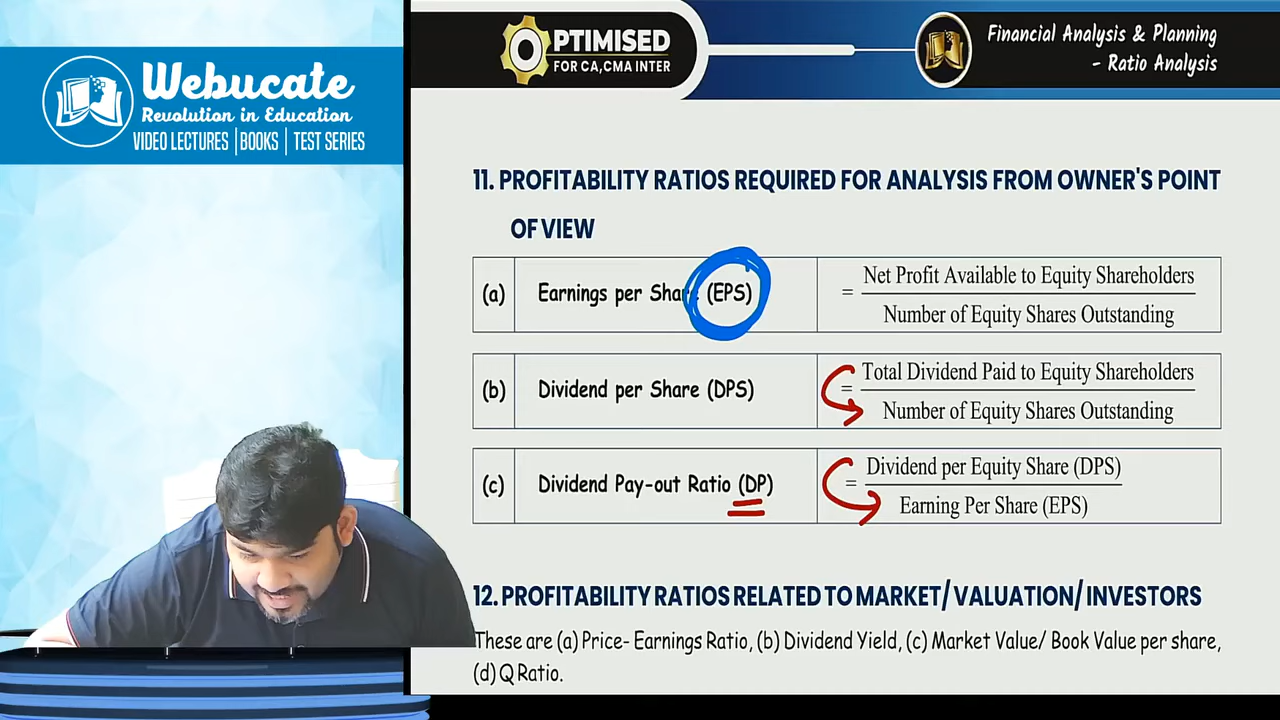 Webucate
Revolution in Education
VIDEO LECTURES | BOOKS | TEST SERIES
OPTIMISED
FOR CA,CMA INTER
Financial Analysis & Planning
- Ratio Analysis
11. PROFITABILITY RATIOS REQUIRED FOR ANALYSIS FROM OWNER'S POINT
OF VIEW
(a) Earnings per Share (EPS) = Net Profit Available to Equity Shareholders
Number of Equity Shares Outstanding
(b) Dividend per Share (DPS) = Total Dividend Paid to Equity Shareholders
Number of Equity Shares Outstanding
(c) Dividend Pay-out Ratio (DP) = Dividend per Equity Share (DPS)
Earning Per Share (EPS)
12. PROFITABILITY RATIOS RELATED TO MARKET/ VALUATION/ INVESTORS
These are (a) Price- Earnings Ratio, (b) Dividend Yield, (c) Market Value/ Book Value per share,
(d) Q Ratio.